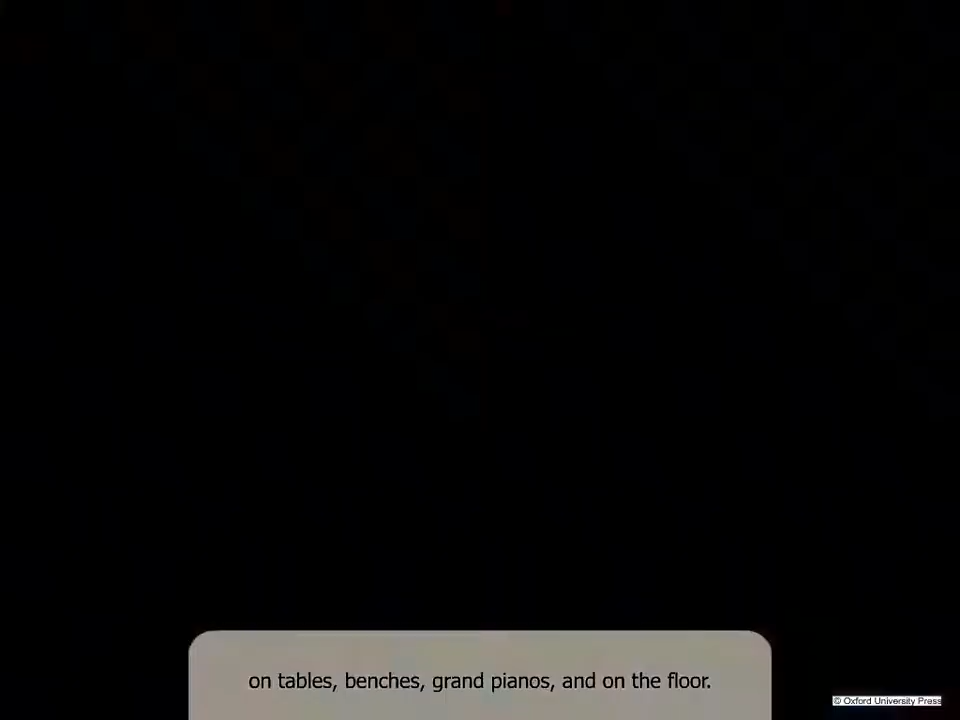 on tables, benches, grand pianos, and on the floor.
© Oxford University Press